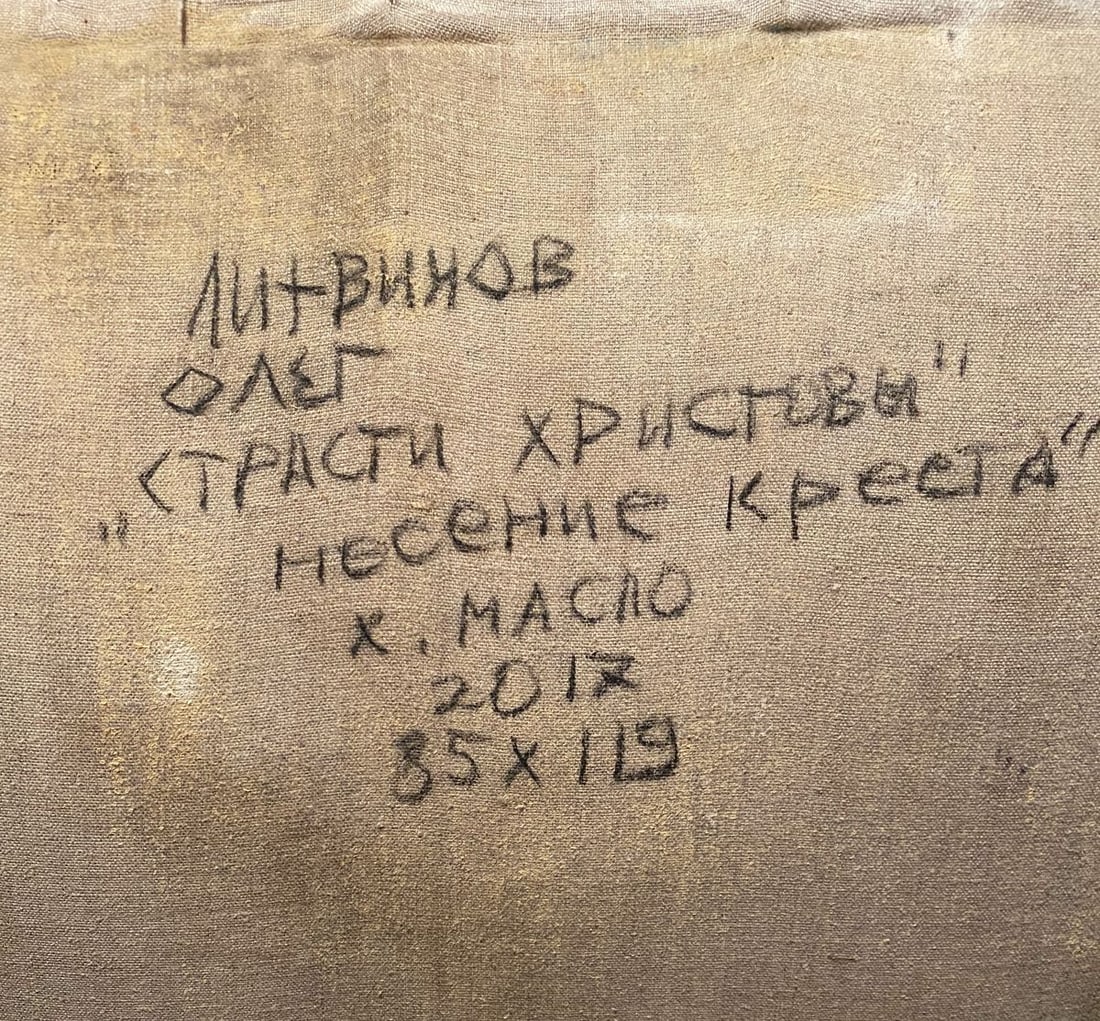 ЛИТВИНОВ
ОЛЕГ
„СТРАСТИ ХРИСТОВЫ"
НЕСЕНИЕ КРЕСТА"
Х. МАСЛО
2017
85 X 119